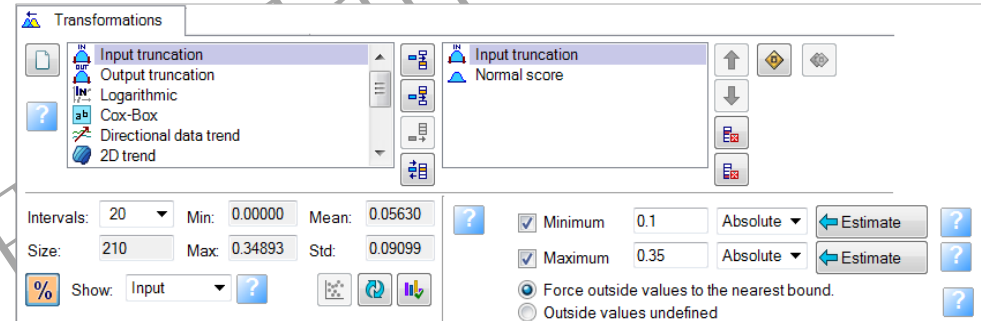 Transformations
Input truncation
Output truncation
Logarithmic
Cox-Box
Directional data trend
2D trend
Input truncation
Normal score
Intervals: 20 Min: 0.00000 Mean: 0.05630
Size: 210 Max: 0.34893 Std: 0.09099
% Show: Input ?
? Minimum 0.1 Absolute Estimate ?
Maximum 0.35 Absolute Estimate ?
Force outside values to the nearest bound.
Outside values undefined ?